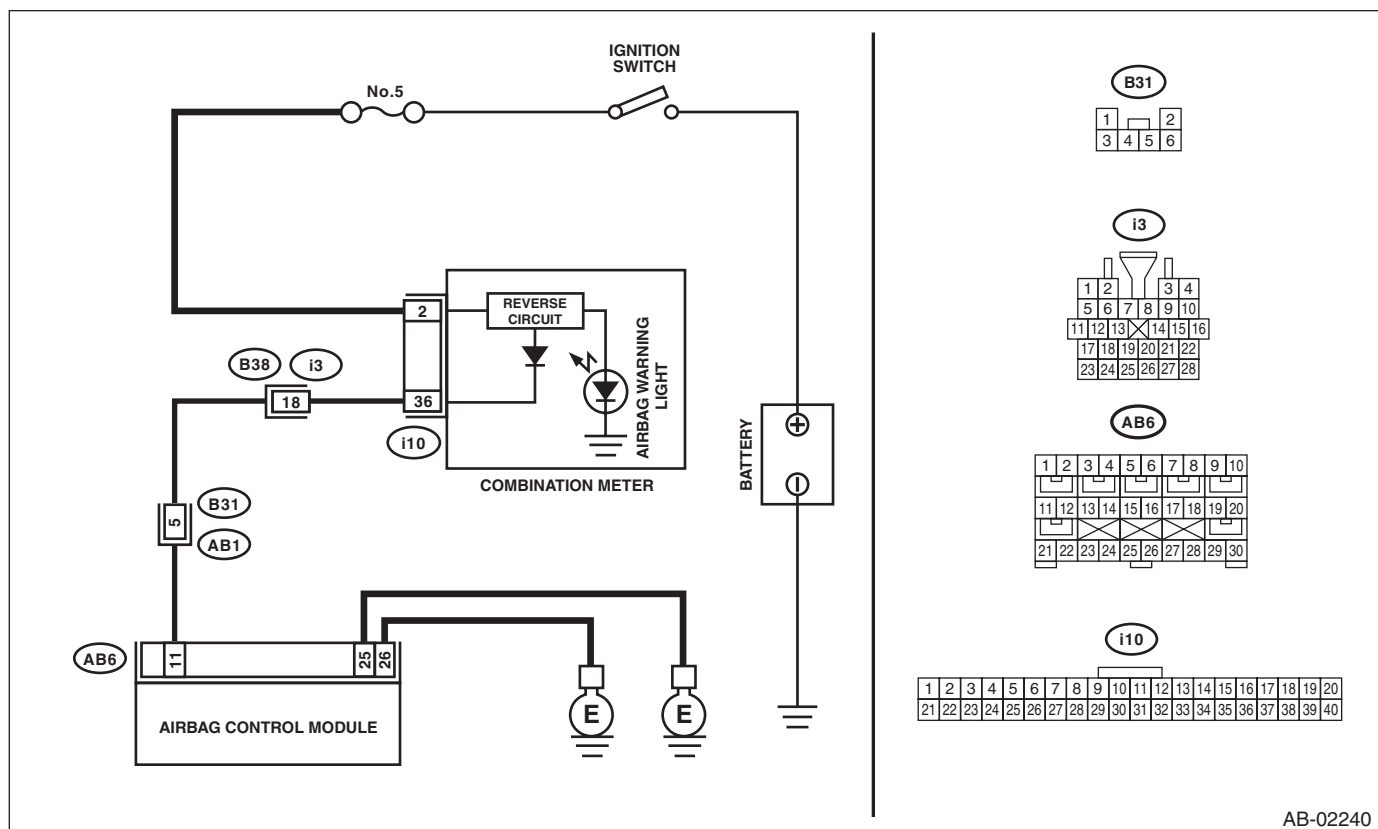 IGNITION
SWITCH
No.5
2
REVERSE
CIRCUIT
AIRBAG WARNING
LIGHT
B38
i3
18
36
i10
COMBINATION METER
BATTERY
B31
5
AB1
AB6
11
25
26
E
E
AIRBAG CONTROL MODULE
B31
1 2
3 4 5 6
i3
1 2 3 4
5 6 7 8 9 10
11 12 13 14 15 16
17 18 19 20 21 22
23 24 25 26 27 28
AB6
1 2 3 4 5 6 7 8 9 10
11 12 13 14 15 16 17 18 19 20
21 22 23 24 25 26 27 28 29 30
i10
1 2 3 4 5 6 7 8 9 10 11 12 13 14 15 16 17 18 19 20
21 22 23 24 25 26 27 28 29 30 31 32 33 34 35 36 37 38 39 40
AB-02240